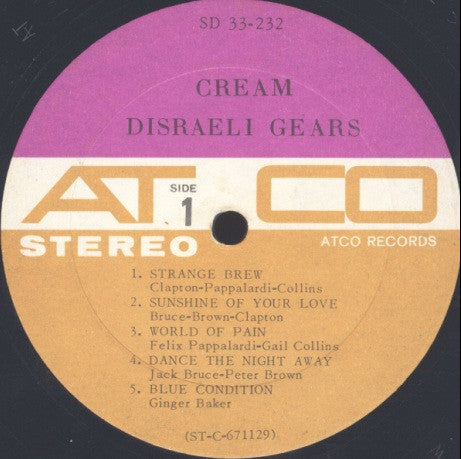 SD 33-232
CREAM
DISRAELI GEARS
ATCO
SIDE
1
STEREO
ATCO RECORDS
1. STRANGE BREW
Clapton-Pappalardi-Collins
2. SUNSHINE OF YOUR LOVE
Bruce-Brown-Clapton
3. WORLD OF PAIN
Felix Pappalardi-Gail Collins
4. DANCE THE NIGHT AWAY
Jack Bruce-Peter Brown
5. BLUE CONDITION
Ginger Baker
(ST-C-671129)